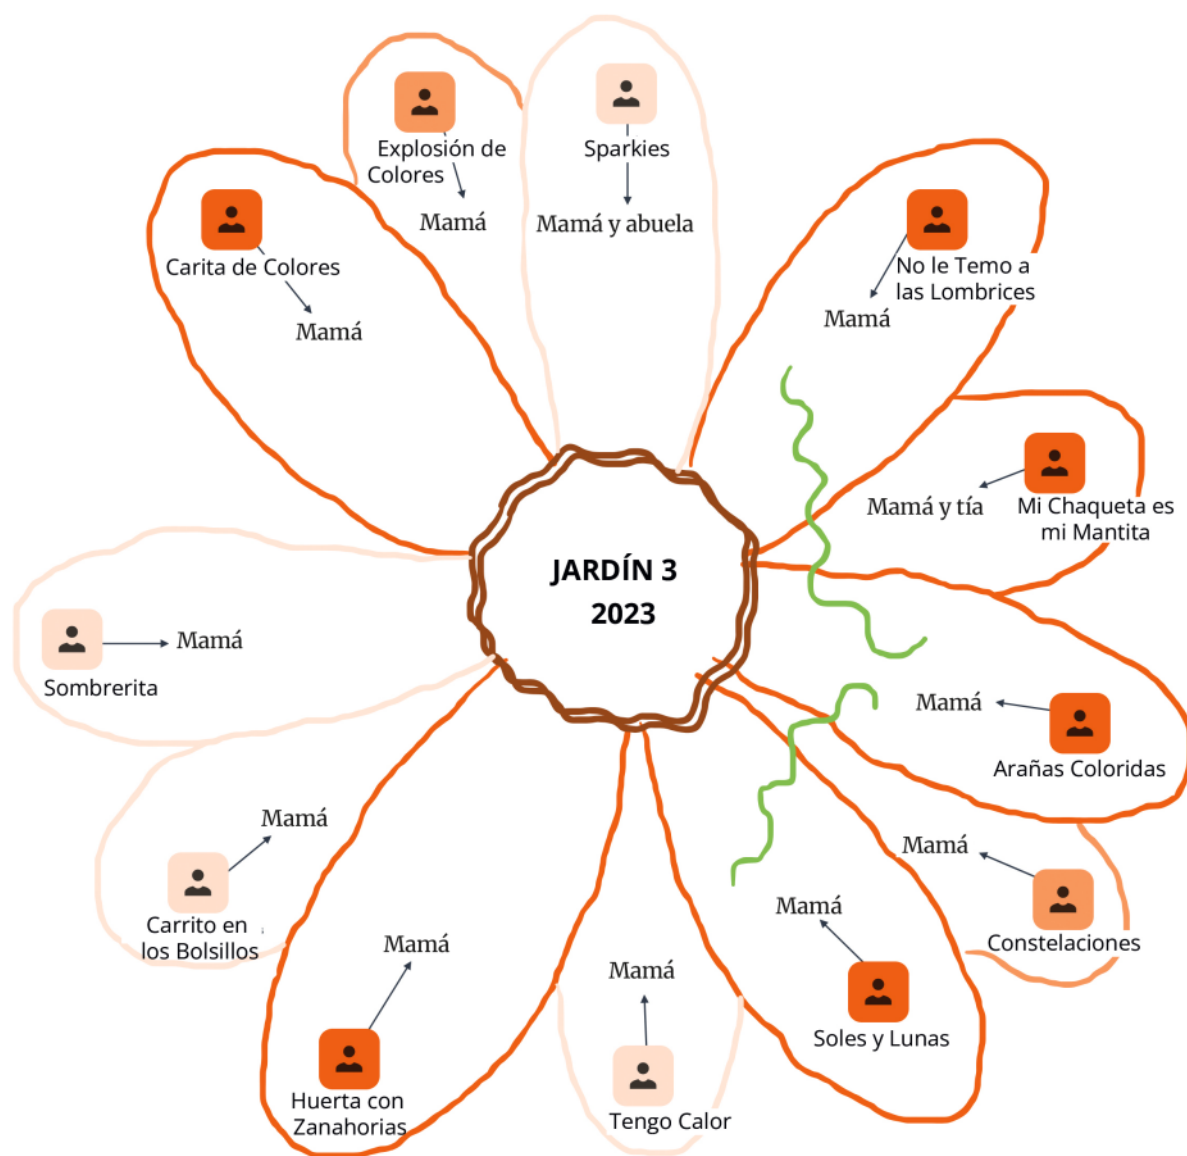 Explosión de
Colores
Mamá
Sparkies
Mamá y abuela
Carita de Colores
Mamá
No le Temo a
las Lombrices
Mamá
Mi Chaqueta es
mi Mantita
Mamá y tía
JARDÍN 3
2023
Sombrerita
Mamá
Arañas Coloridas
Mamá
Carrito en
los Bolsillos
Mamá
Constelaciones
Mamá
Huerta con
Zanahorias
Mamá
Tengo Calor
Mamá
Soles y Lunas
Mamá